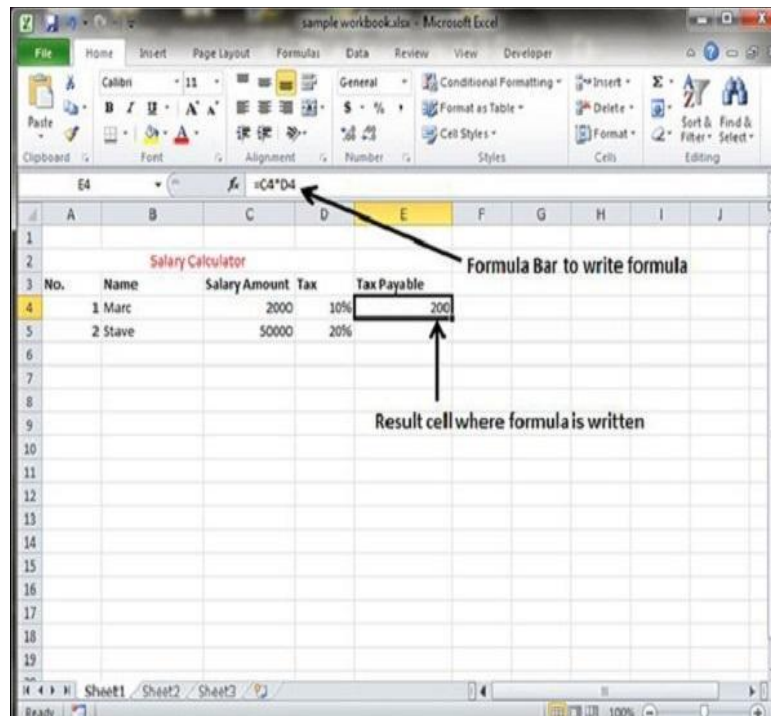 sample workbook.xlsx - Microsoft Excel
File Home Insert Page Layout Formulas Data Review View Developer
Calibri 11 General Conditional Formatting Insert Σ
Paste B I U A A $ % , Format as Table Delete Sort & Find &
A Cell Styles Format Filter Select
Clipboard Font Alignment Number Styles Cells Editing
E4 fx =C4*D4
A B C D E F G H I J
1
2 Salary Calculator Formula Bar to write formula
3 No. Name Salary Amount Tax Tax Payable
4 1 Marc 2000 10% 200
5 2 Stave 50000 20%
6
7
8
9 Result cell where formula is written
10
11
12
13
14
15
16
17
18
19
Sheet1 Sheet2 Sheet3
Ready 100%